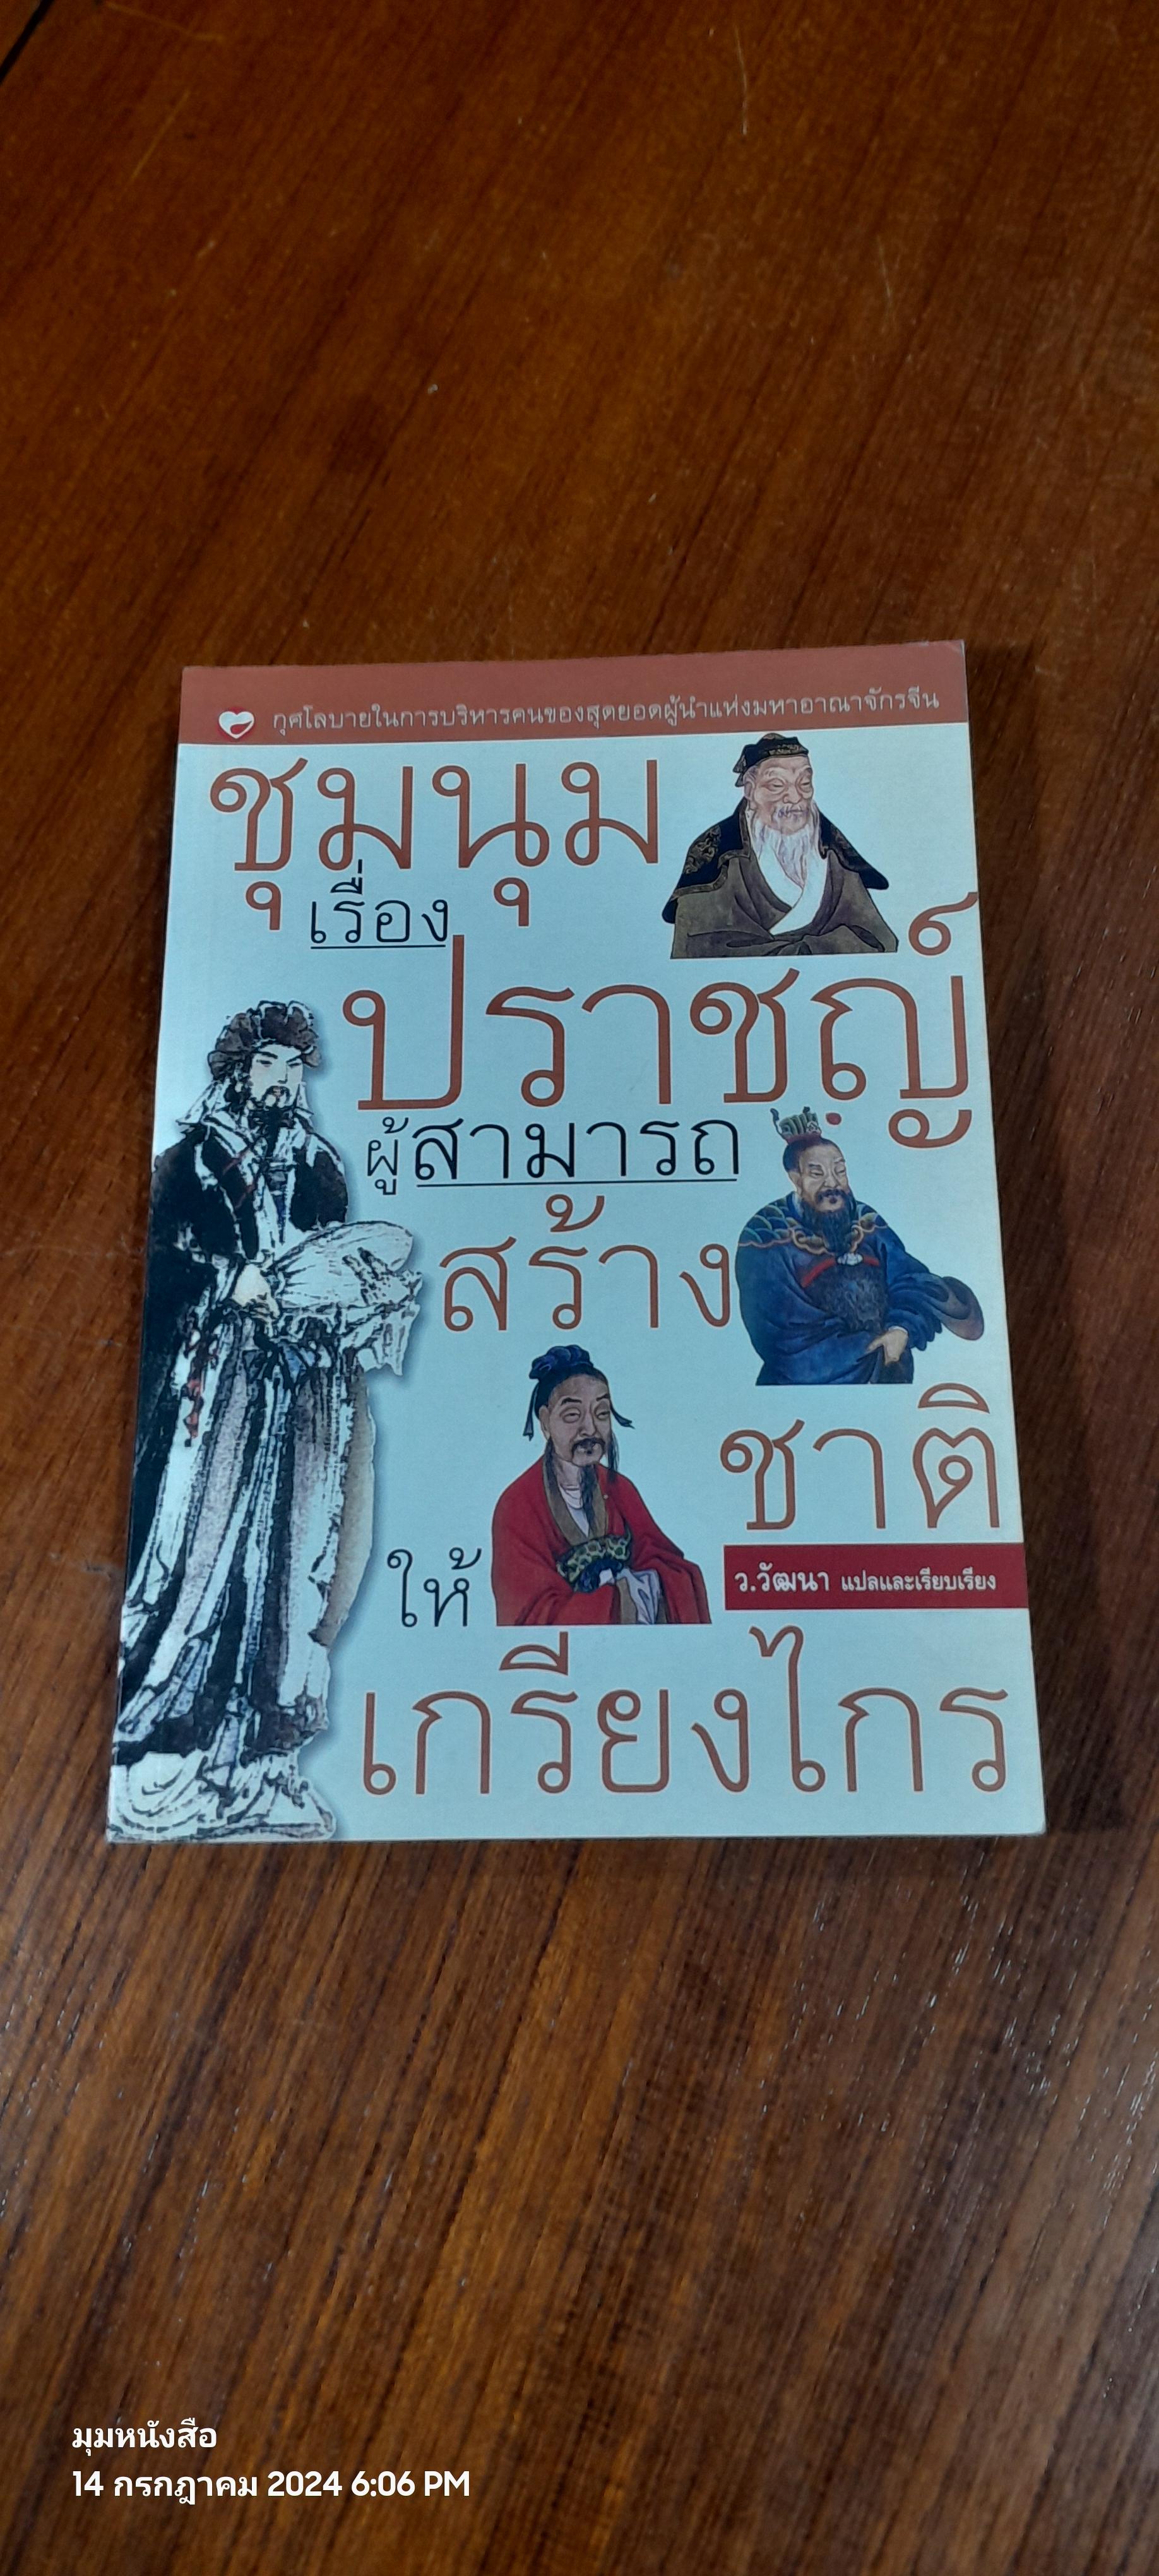 กุศโลบายในการบริหารคนของสุดยอดผู้นำแห่งมหาอาณาจักรจีน
ชุมนุม
เรื่อง
ปราชญ์
ผู้สามารถ
สร้าง
ชาติ
ว.วัฒนา แปลและเรียบเรียง
ให้
เกรียงไกร
มุมหนังสือ
14 กรกฎาคม 2024 6:06 PM